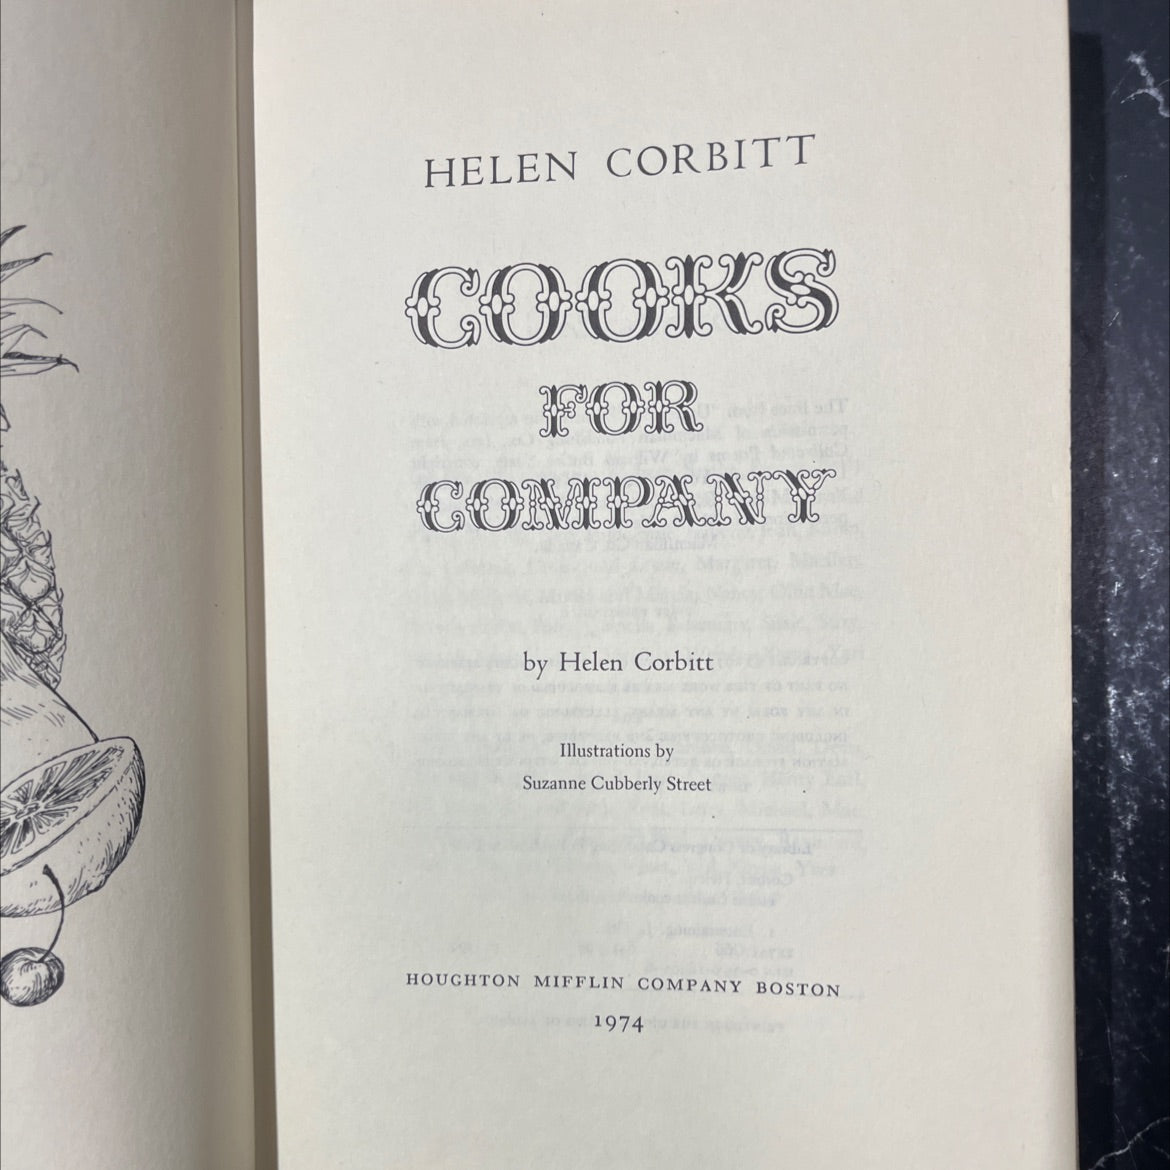 HELEN CORBITT
COOKS
FOR
COMPANY
by Helen Corbitt
Illustrations by
Suzanne Cubberly Street
HOUGHTON MIFFLIN COMPANY BOSTON
1974